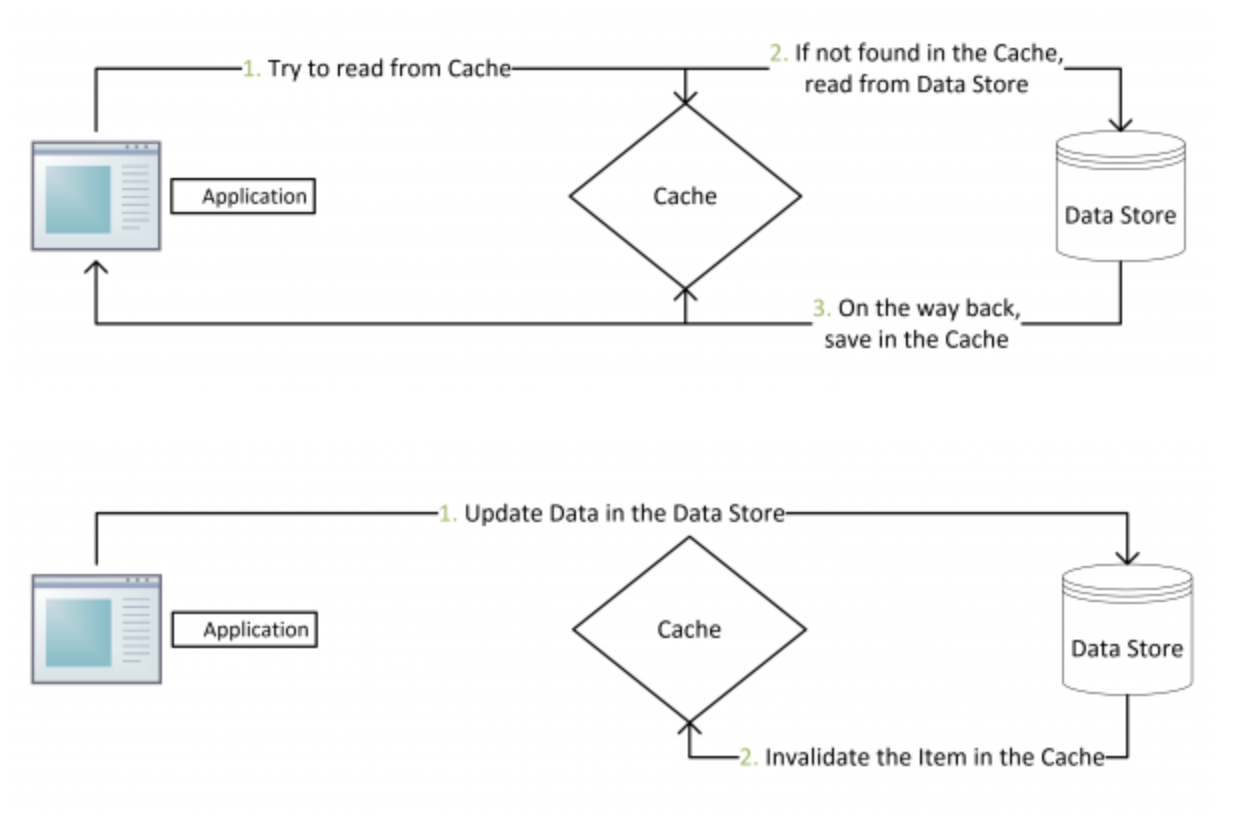 1. Try to read from Cache
2. If not found in the Cache,
read from Data Store
Application
Cache
Data Store
3. On the way back,
save in the Cache
1. Update Data in the Data Store
Application
Cache
Data Store
2. Invalidate the Item in the Cache